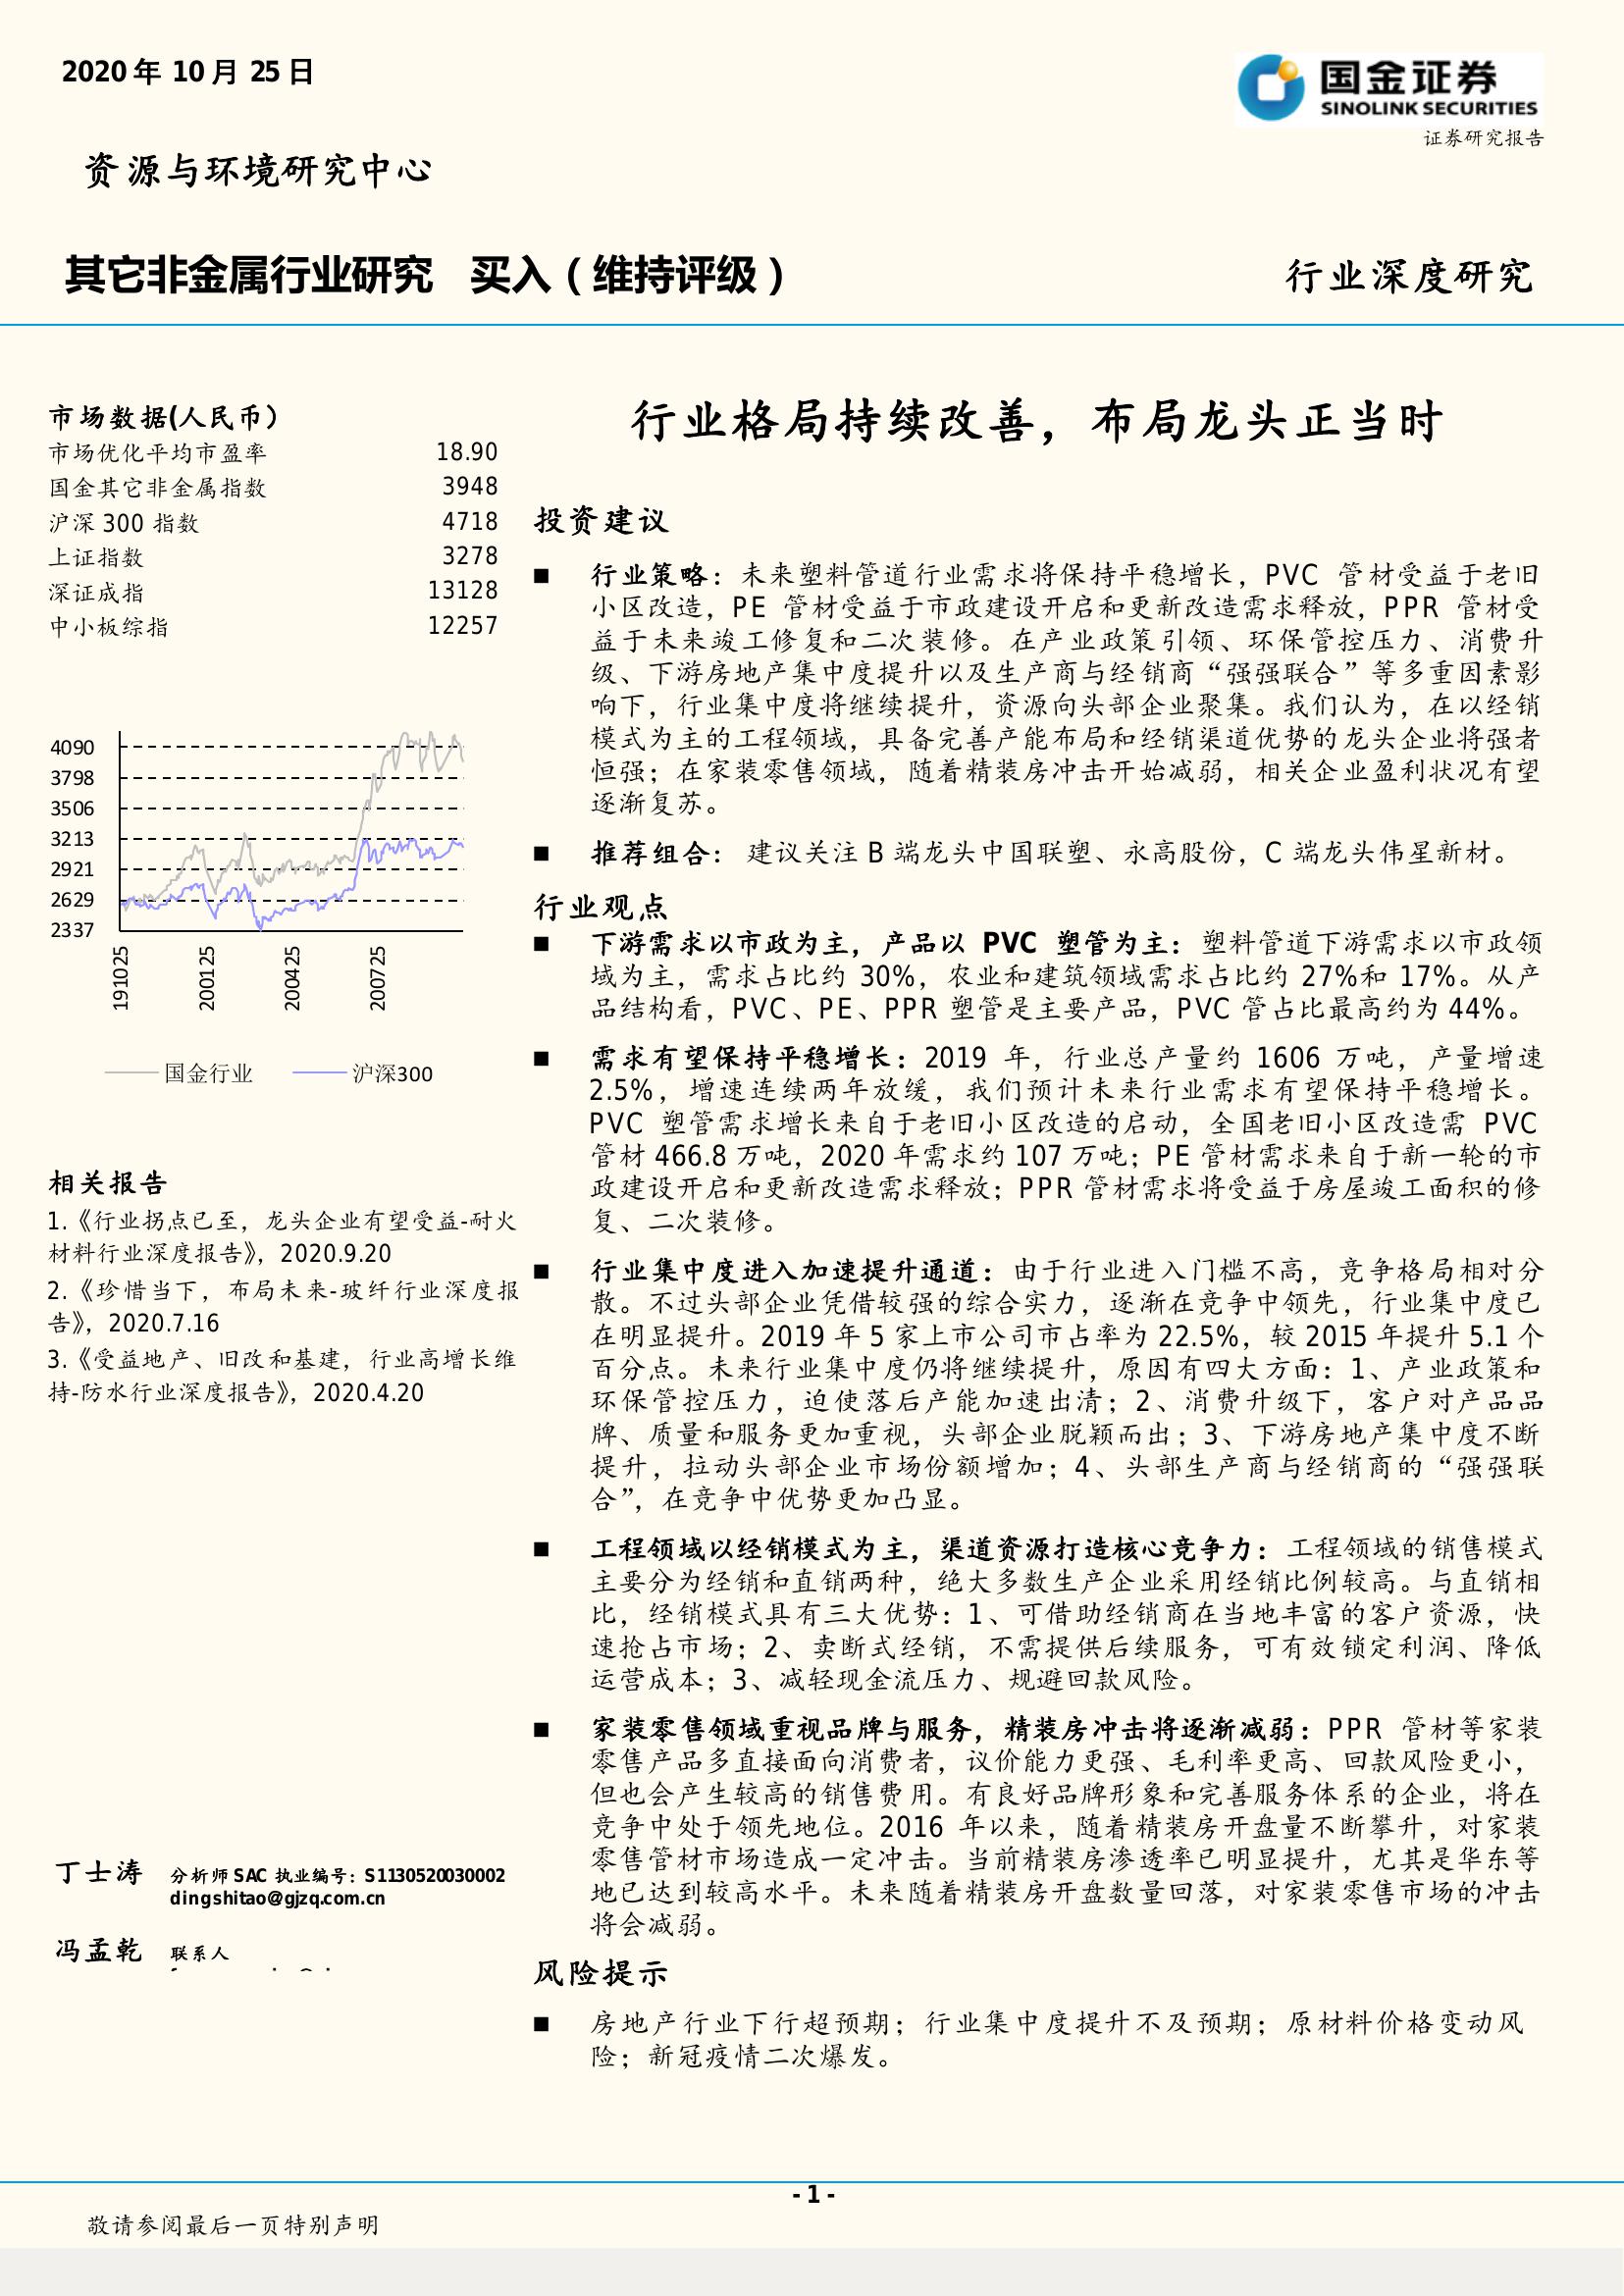 2020 年 10 月 25 日
国金证券
SINOLINK SECURITIES
证券研究报告
资源与环境研究中心
其它非金属行业研究 买入（维持评级）
行业深度研究
市场数据(人民币）
市场优化平均市盈率 18.90
国金其它非金属指数 3948
沪深 300 指数 4718
上证指数 3278
深证成指 13128
中小板综指 12257
4090
3798
3506
3213
2921
2629
2337
191025
200125
200425
200725
国金行业 沪深300
相关报告
1.《行业拐点已至，龙头企业有望受益-耐火
材料行业深度报告》，2020.9.20
2.《珍惜当下，布局未来-玻纤行业深度报
告》，2020.7.16
3.《受益地产、旧改和基建，行业高增长维
持-防水行业深度报告》，2020.4.20
丁士涛 分析师 SAC 执业编号：S1130520030002
dingshitao@gjzq.com.cn
冯孟乾 联系人
行业格局持续改善，布局龙头正当时
投资建议
■ 行业策略：未来塑料管道行业需求将保持平稳增长，PVC 管材受益于老旧
小区改造，PE 管材受益于市政建设开启和更新改造需求释放，PPR 管材受
益于未来竣工修复和二次装修。在产业政策引领、环保管控压力、消费升
级、下游房地产集中度提升以及生产商与经销商“强强联合”等多重因素影
响下，行业集中度将继续提升，资源向头部企业聚集。我们认为，在以经销
模式为主的工程领域，具备完善产能布局和经销渠道优势的龙头企业将强者
恒强；在家装零售领域，随着精装房冲击开始减弱，相关企业盈利状况有望
逐渐复苏。
■ 推荐组合： 建议关注 B 端龙头中国联塑、永高股份，C 端龙头伟星新材。
行业观点
■ 下游需求以市政为主，产品以 PVC 塑管为主：塑料管道下游需求以市政领
域为主，需求占比约 30%，农业和建筑领域需求占比约 27%和 17%。从产
品结构看，PVC、PE、PPR 塑管是主要产品，PVC 管占比最高约为 44%。
■ 需求有望保持平稳增长：2019 年，行业总产量约 1606 万吨，产量增速
2.5%，增速连续两年放缓，我们预计未来行业需求有望保持平稳增长。
PVC 塑管需求增长来自于老旧小区改造的启动，全国老旧小区改造需 PVC
管材 466.8 万吨，2020 年需求约 107 万吨；PE 管材需求来自于新一轮的市
政建设开启和更新改造需求释放；PPR 管材需求将受益于房屋竣工面积的修
复、二次装修。
■ 行业集中度进入加速提升通道：由于行业进入门槛不高，竞争格局相对分
散。不过头部企业凭借较强的综合实力，逐渐在竞争中领先，行业集中度已
在明显提升。2019 年 5 家上市公司市占率为 22.5%，较 2015 年提升 5.1 个
百分点。未来行业集中度仍将继续提升，原因有四大方面：1、产业政策和
环保管控压力，迫使落后产能加速出清；2、消费升级下，客户对产品品
牌、质量和服务更加重视，头部企业脱颖而出；3、下游房地产集中度不断
提升，拉动头部企业市场份额增加；4、头部生产商与经销商的“强强联
合”，在竞争中优势更加凸显。
■ 工程领域以经销模式为主，渠道资源打造核心竞争力：工程领域的销售模式
主要分为经销和直销两种，绝大多数生产企业采用经销比例较高。与直销相
比，经销模式具有三大优势：1、可借助经销商在当地丰富的客户资源，快
速抢占市场；2、卖断式经销，不需提供后续服务，可有效锁定利润、降低
运营成本；3、减轻现金流压力、规避回款风险。
■ 家装零售领域重视品牌与服务，精装房冲击将逐渐减弱：PPR 管材等家装
零售产品多直接面向消费者，议价能力更强、毛利率更高、回款风险更小，
但也会产生较高的销售费用。有良好品牌形象和完善服务体系的企业，将在
竞争中处于领先地位。2016 年以来，随着精装房开盘量不断攀升，对家装
零售管材市场造成一定冲击。当前精装房渗透率已明显提升，尤其是华东等
地已达到较高水平。未来随着精装房开盘数量回落，对家装零售市场的冲击
将会减弱。
风险提示
■ 房地产行业下行超预期；行业集中度提升不及预期；原材料价格变动风
险；新冠疫情二次爆发。
- 1 -
敬请参阅最后一页特别声明